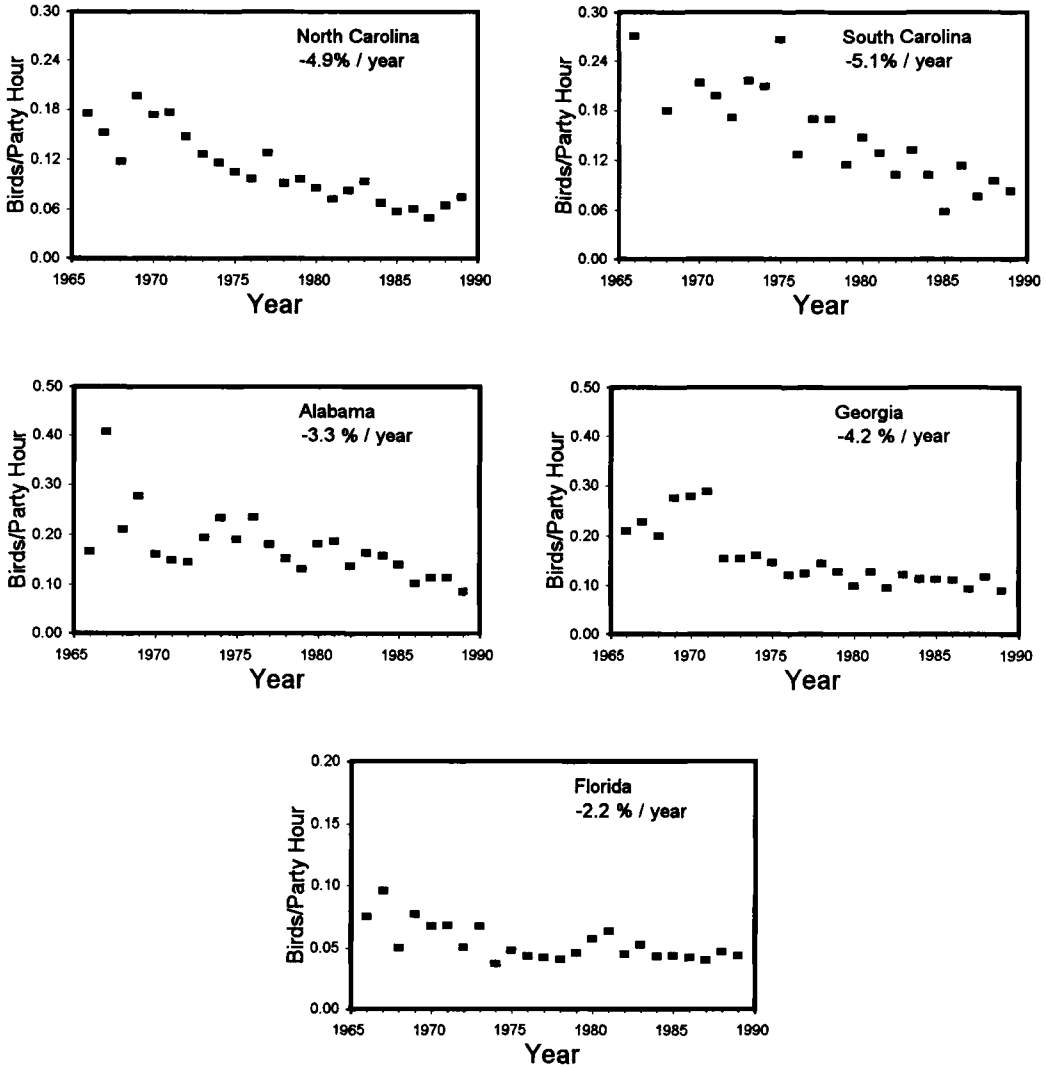 0.30
0.24
0.18
0.12
0.06
0.00
Birds/Party Hour
North Carolina
-4.9% / year
1965 1970 1975 1980 1985 1990
Year
0.30
0.24
0.18
0.12
0.06
0.00
Birds/Party Hour
South Carolina
-5.1% / year
1965 1970 1975 1980 1985 1990
Year
0.50
0.40
0.30
0.20
0.10
0.00
Birds/Party Hour
Alabama
-3.3 % / year
1965 1970 1975 1980 1985 1990
Year
0.50
0.40
0.30
0.20
0.10
0.00
Birds/Party Hour
Georgia
-4.2 % / year
1965 1970 1975 1980 1985 1990
Year
0.20
0.15
0.10
0.05
0.00
Birds/Party Hour
Florida
-2.2 % / year
1965 1970 1975 1980 1985 1990
Year